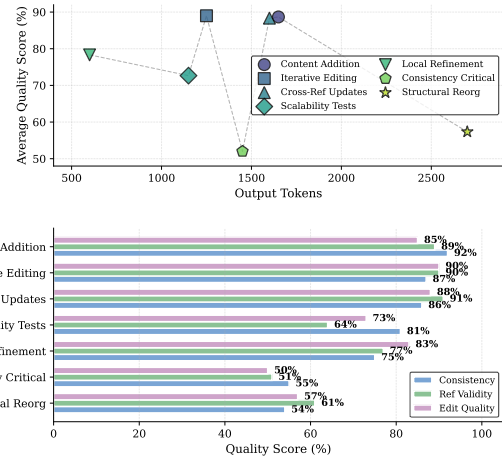 Average Quality Score (%)
90
80
70
60
50
Content Addition
Iterative Editing
Cross-Ref Updates
Scalability Tests
Local Refinement
Consistency Critical
Structural Reorg
500
1000
1500
2000
2500
Output Tokens
Addition
85%
89%
92%
e Editing
90%
90%
87%
Updates
88%
91%
86%
lity Tests
73%
64%
81%
finement
83%
77%
75%
y Critical
50%
51%
55%
al Reorg
57%
61%
54%
Consistency
Ref Validity
Edit Quality
0
20
40
60
80
100
Quality Score (%)